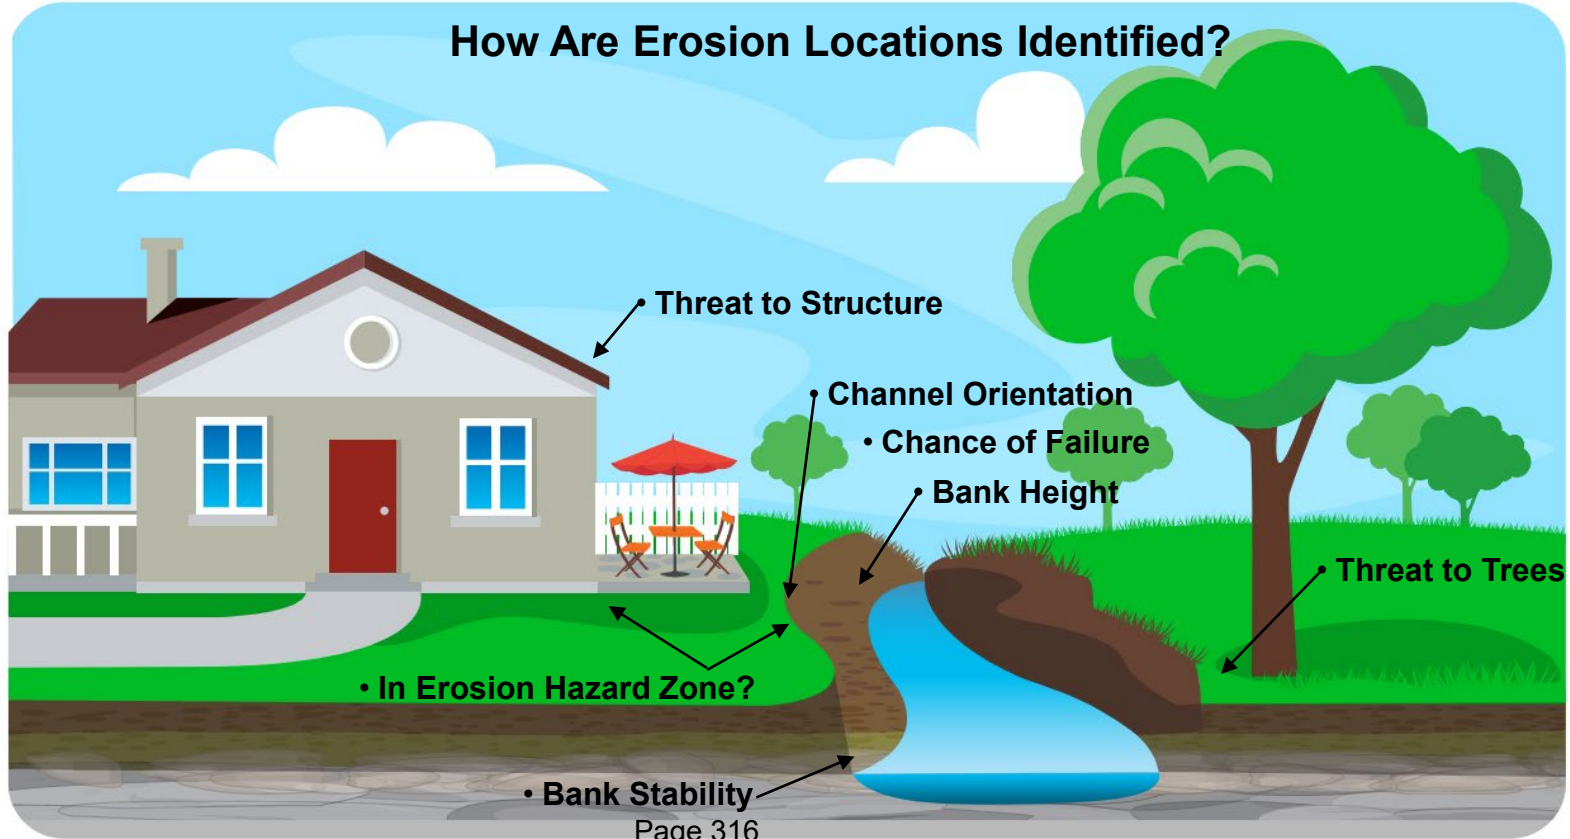 How Are Erosion Locations Identified?
• Threat to Structure
• Channel Orientation
• Chance of Failure
• Bank Height
• Threat to Trees
• In Erosion Hazard Zone?
• Bank Stability
Page 316